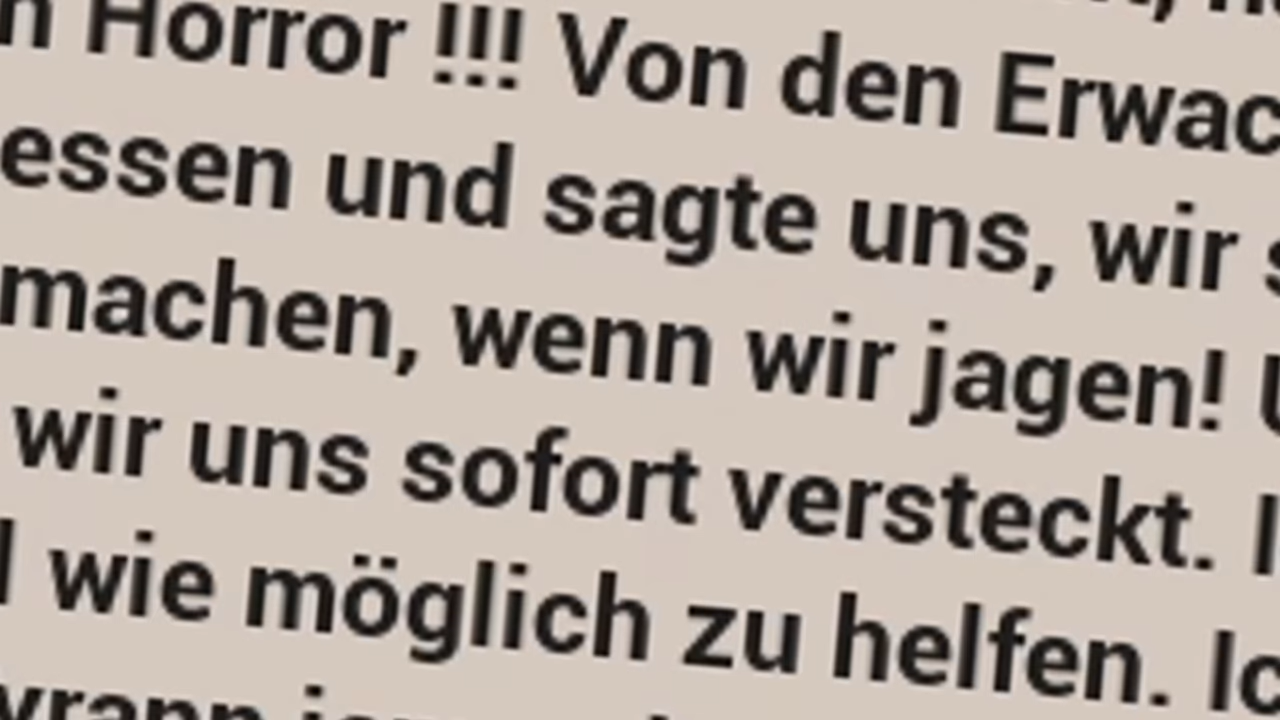 Horror !!! Von den
essen und sagte uns, wir
machen, wenn wir jagen!
wir uns sofort versteckt.
wie möglich zu helfen.